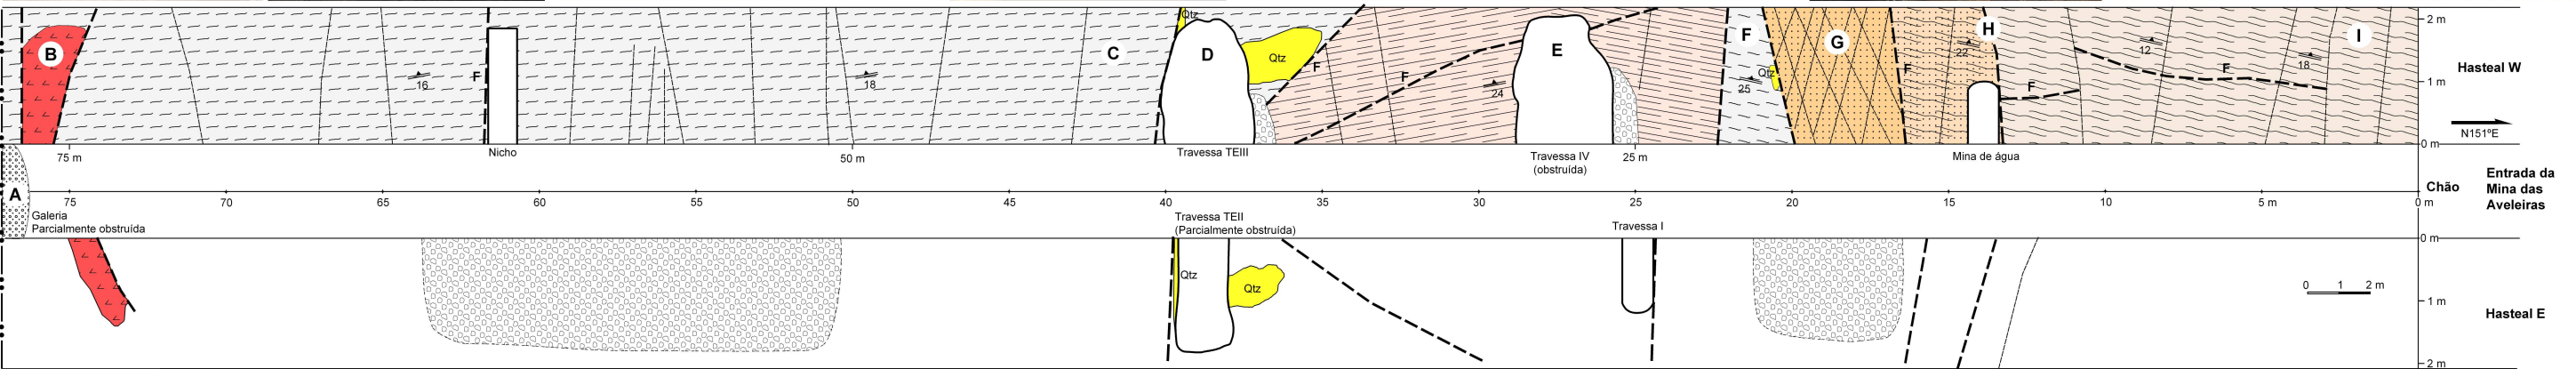 Qtz
2 m
B
C
D
Qtz
F
E
F
G
H
I
22
12
18
Hasteal W
F
16
18
F
F
24
25
Qtz
F
F
F
1 m
N151ºE
0 m
75 m
Nicho
50 m
Travessa TEIII
Travessa IV
(obstruída)
25 m
Mina de água
A
75
70
65
60
55
50
45
40
35
30
25
20
15
10
5 m
0 m
Chão
Entrada da
Mina das
Aveleiras
Galeria
Parcialmente obstruída
Travessa TEII
(Parcialmente obstruída)
Travessa I
0 m
Qtz
Qtz
0 1 2 m
1 m
Hasteal E
2 m